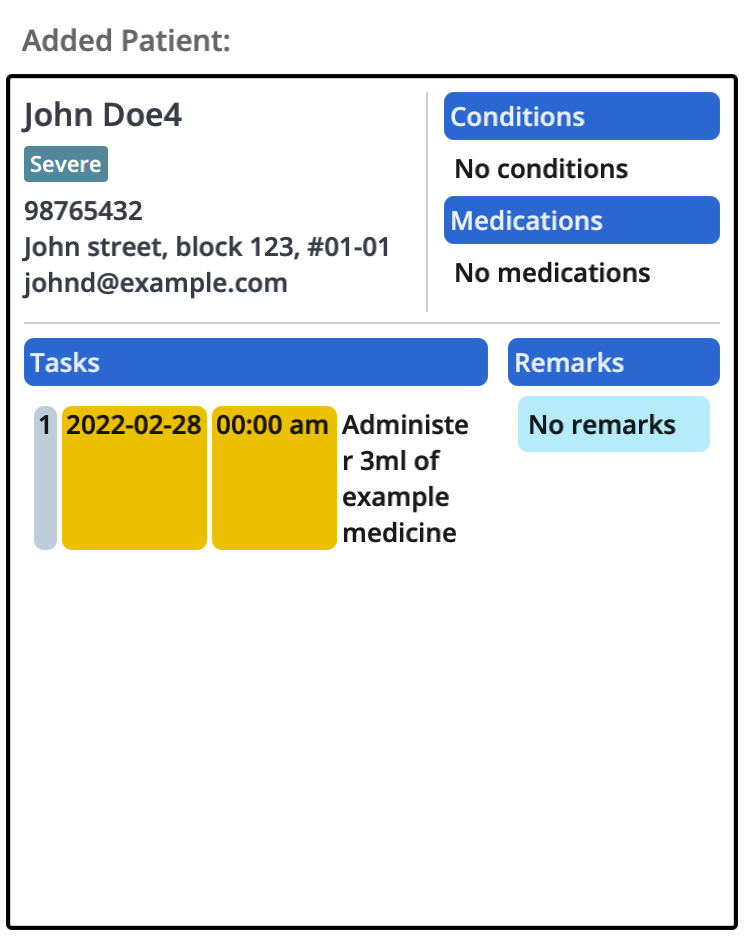 Added Patient:
John Doe4
Severe
98765432
John street, block 123, #01-01
johnd@example.com
Conditions
No conditions
Medications
No medications
Tasks
1 2022-02-28 00:00 am Administe
r 3ml of
example
medicine
Remarks
No remarks